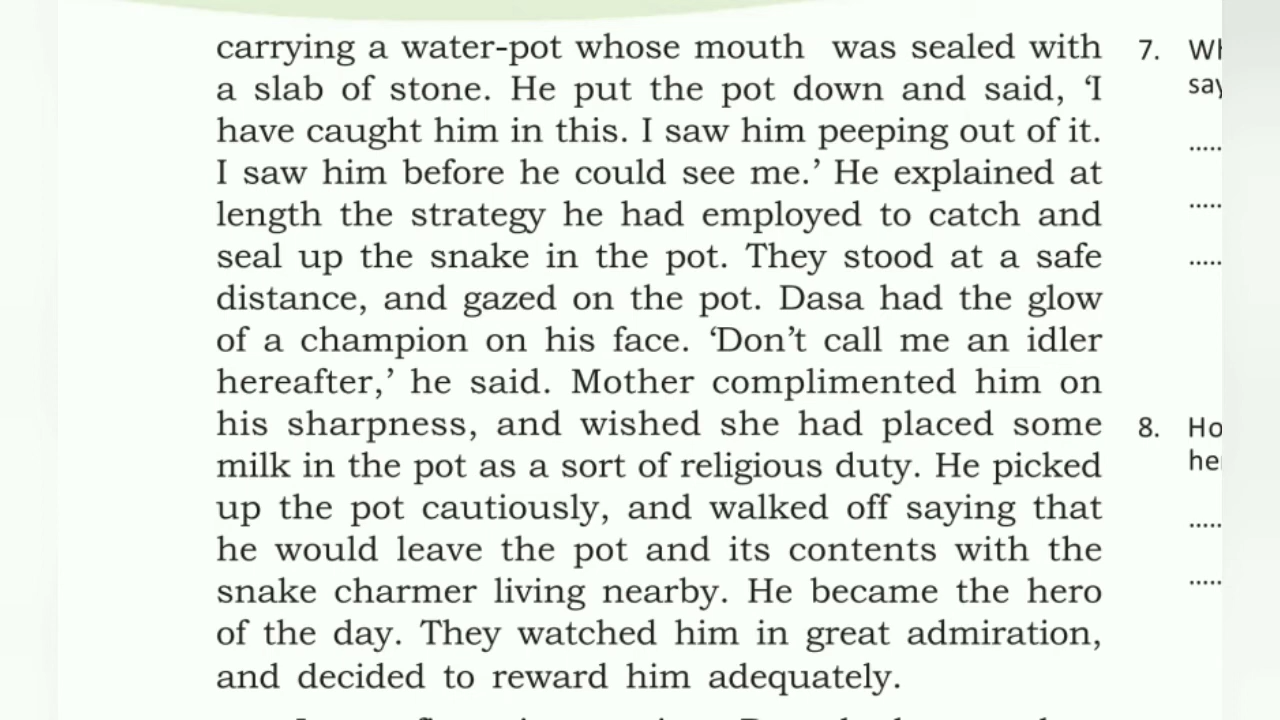 carrying a water-pot whose mouth was sealed with
a slab of stone. He put the pot down and said, ‘I
have caught him in this. I saw him peeping out of it.
I saw him before he could see me.’ He explained at
length the strategy he had employed to catch and
seal up the snake in the pot. They stood at a safe
distance, and gazed on the pot. Dasa had the glow
of a champion on his face. ‘Don’t call me an idler
hereafter,’ he said. Mother complimented him on
his sharpness, and wished she had placed some
milk in the pot as a sort of religious duty. He picked
up the pot cautiously, and walked off saying that
he would leave the pot and its contents with the
snake charmer living nearby. He became the hero
of the day. They watched him in great admiration,
and decided to reward him adequately.
7.
.....
.....
.....
8.
.....
.....